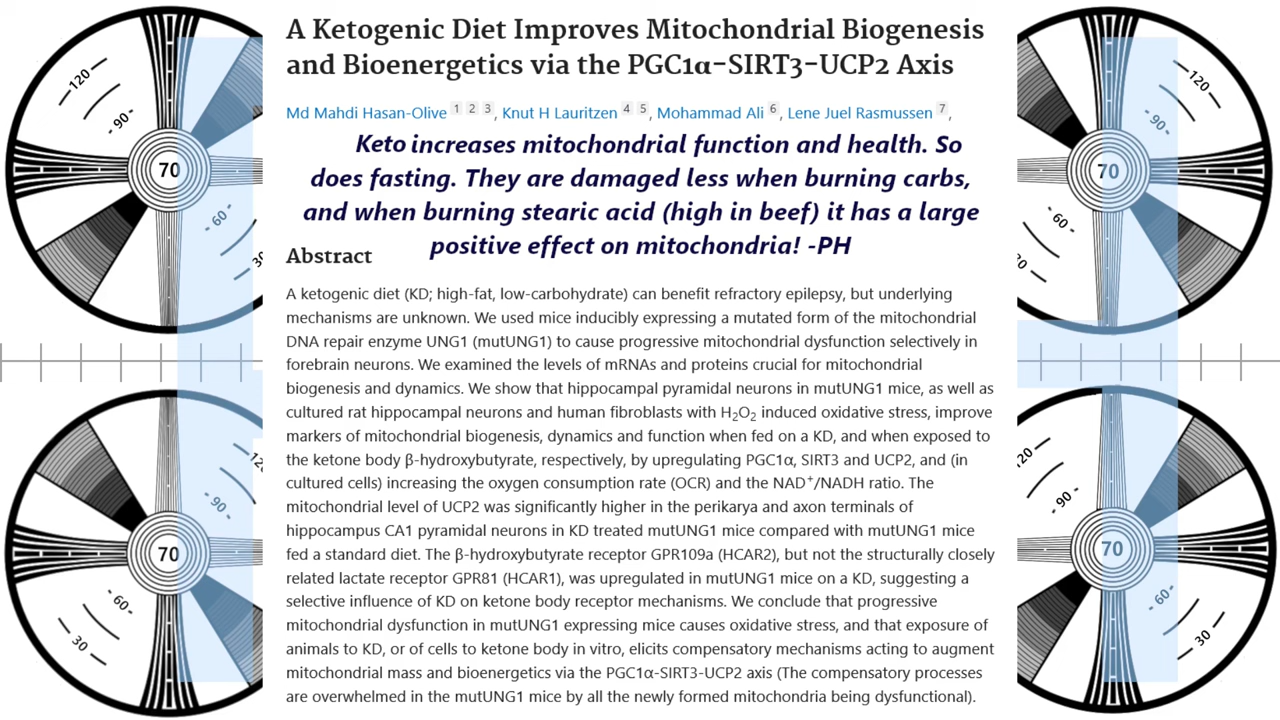 A Ketogenic Diet Improves Mitochondrial Biogenesis
and Bioenergetics via the PGC1α-SIRT3-UCP2 Axis
Md Mahdi Hasan-Olive 1 2 3, Knut H Lauritzen 4 5, Mohammad Ali 6, Lene Juel Rasmussen 7,
Keto increases mitochondrial function and health. So
does fasting. They are damaged less when burning carbs,
and when burning stearic acid (high in beef) it has a large
positive effect on mitochondria! -PH
Abstract
A ketogenic diet (KD; high-fat, low-carbohydrate) can benefit refractory epilepsy, but underlying
mechanisms are unknown. We used mice inducibly expressing a mutated form of the mitochondrial
DNA repair enzyme UNG1 (mutUNG1) to cause progressive mitochondrial dysfunction selectively in
forebrain neurons. We examined the levels of mRNAs and proteins crucial for mitochondrial
biogenesis and dynamics. We show that hippocampal pyramidal neurons in mutUNG1 mice, as well as
cultured rat hippocampal neurons and human fibroblasts with H₂O₂ induced oxidative stress, improve
markers of mitochondrial biogenesis, dynamics and function when fed on a KD, and when exposed to
the ketone body β-hydroxybutyrate, respectively, by upregulating PGC1α, SIRT3 and UCP2, and (in
cultured cells) increasing the oxygen consumption rate (OCR) and the NAD⁺/NADH ratio. The
mitochondrial level of UCP2 was significantly higher in the perikarya and axon terminals of
hippocampus CA1 pyramidal neurons in KD treated mutUNG1 mice compared with mutUNG1 mice
fed a standard diet. The β-hydroxybutyrate receptor GPR109a (HCAR2), but not the structurally closely
related lactate receptor GPR81 (HCAR1), was upregulated in mutUNG1 mice on a KD, suggesting a
selective influence of KD on ketone body receptor mechanisms. We conclude that progressive
mitochondrial dysfunction in mutUNG1 expressing mice causes oxidative stress, and that exposure of
animals to KD, or of cells to ketone body in vitro, elicits compensatory mechanisms acting to augment
mitochondrial mass and bioenergetics via the PGC1α-SIRT3-UCP2 axis (The compensatory processes
are overwhelmed in the mutUNG1 mice by all the newly formed mitochondria being dysfunctional).
120
- 90 -
70
- 60 -
30
- 90 -
70
- 60 -
30
120
- 90 -
70
- 60 -
120
- 90 -
70
- 60 -
30